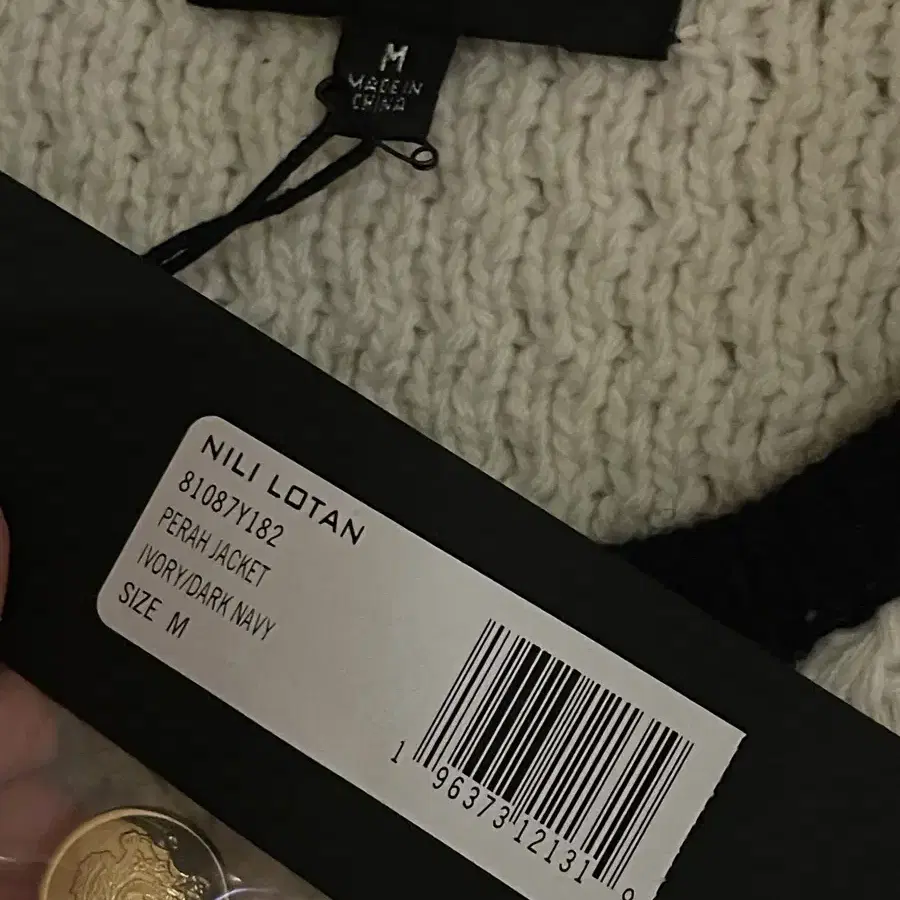 M
MADE IN
CHINA
NILI LOTAN
81087Y182
PERAH JACKET
IVORY/DARK NAVY
SIZE M
1 96373 12131 9